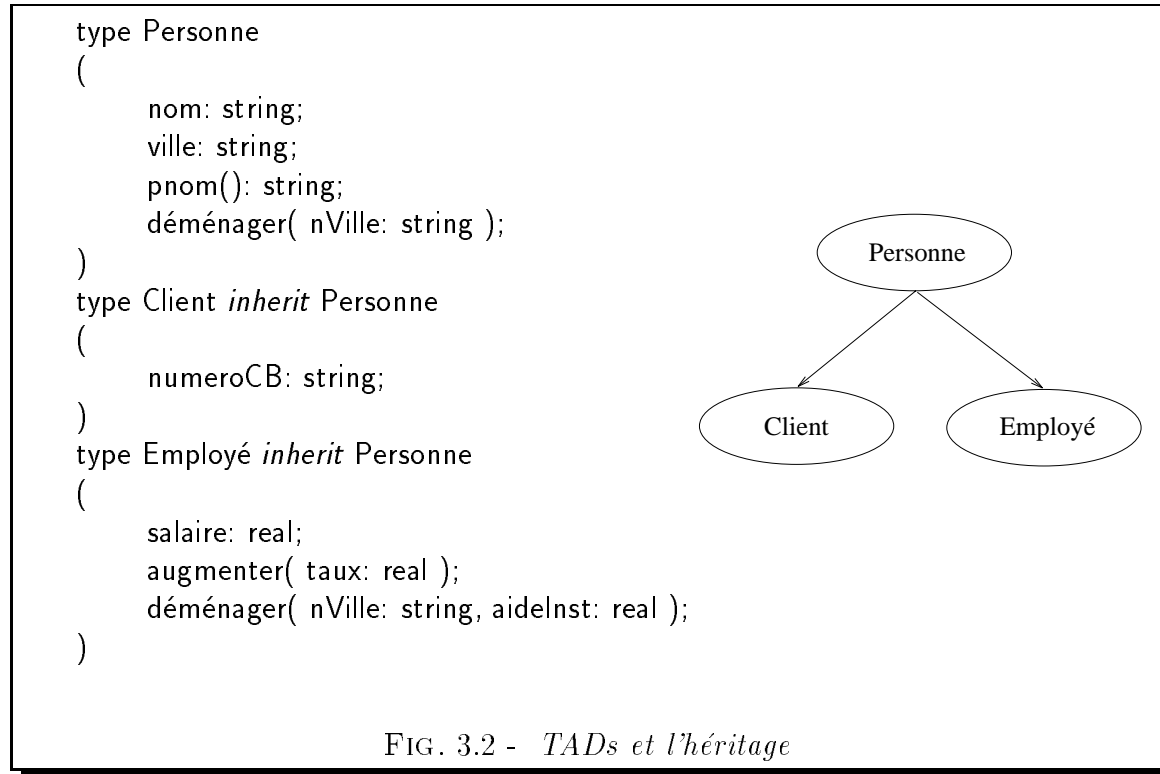 type Personne
(
nom: string;
ville: string;
pnom(): string;
déménager( nVille: string );
)
type Client inherit Personne
(
numeroCB: string;
)
type Employé inherit Personne
(
salaire: real;
augmenter( taux: real );
déménager( nVille: string, aideInst: real );
)
Personne
Client
Employé
FIG. 3.2 - TADs et l'héritage